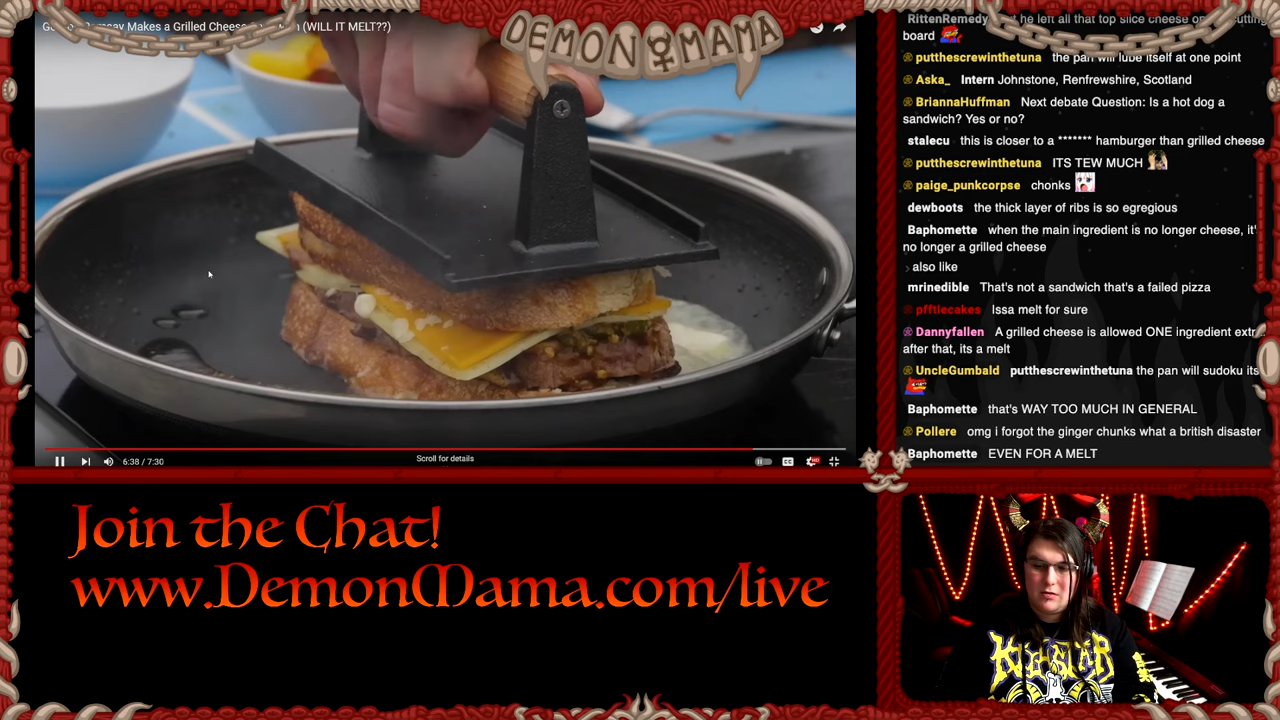 Makes a Grilled Cheese
(WILL IT MELT??)
DEMON MAMA
6:38 / 7:30
Scroll for details
CC
HD
RittenRemedy
he left all that top slice cheese
board
putthescrewinthetuna the pan will lube itself at one point
Aska_ Intern Johnstone, Renfrewshire, Scotland
BriannaHuffman Next debate Question: Is a hot dog a
sandwich? Yes or no?
stalecu this is closer to a ******* hamburger than grilled cheese
putthescrewinthetuna ITS TEW MUCH
paige_punkcorpse chonks
dewboots the thick layer of ribs is so egregious
Baphomette when the main ingredient is no longer cheese, it'
no longer a grilled cheese
also like
mrinedible That's not a sandwich that's a failed pizza
pfftlecakes Issa melt for sure
Dannyfallen A grilled cheese is allowed ONE ingredient extr
after that, its a melt
UncleGumbald putthescrewinthetuna the pan will sudoku its
Baphomette that's WAY TOO MUCH IN GENERAL
Pollere omg i forgot the ginger chunks what a british disaster
Baphomette EVEN FOR A MELT
Join the Chat!
www.DemonMama.com/live